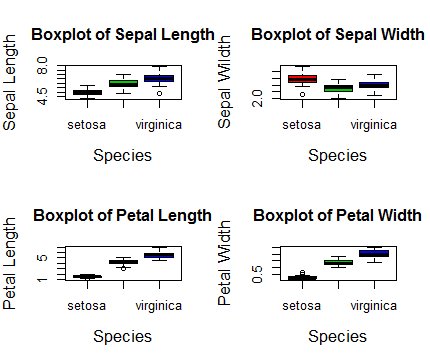 Boxplot of Sepal Length
Sepal Length
8.0
4.5
setosa
virginica
Species
Boxplot of Sepal Width
Sepal Wildth
2.0
setosa
virginica
Species
Boxplot of Petal Length
Petal Length
5
1
setosa
virginica
Species
Boxplot of Petal Width
Petal Width
0.5
setosa
virginica
Species